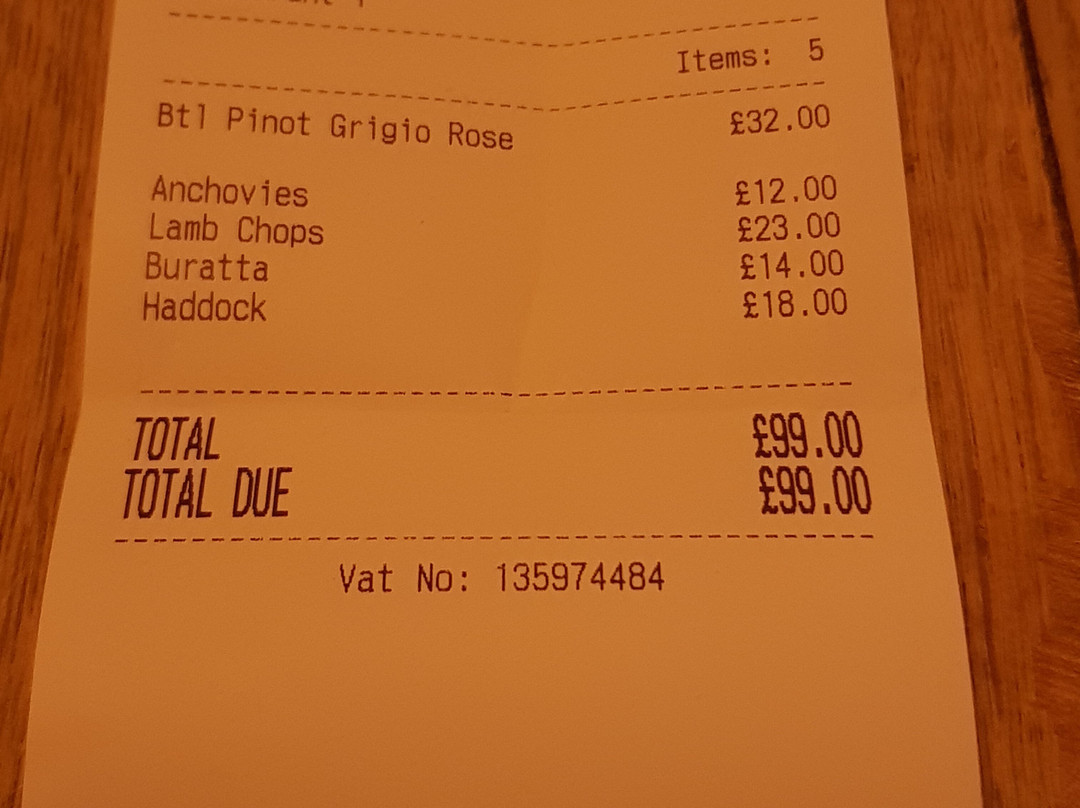 Items: 5
Btl Pinot Grigio Rose £32.00
Anchovies £12.00
Lamb Chops £23.00
Buratta £14.00
Haddock £18.00
TOTAL £99.00
TOTAL DUE £99.00
Vat No: 135974484